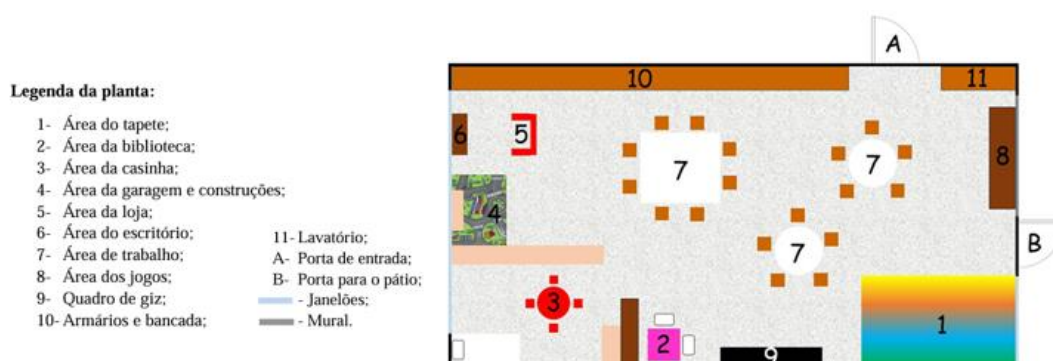 Legenda da planta:
1- Área do tapete;
2- Área da biblioteca;
3- Área da casinha;
4- Área da garagem e construções;
5- Área da loja;
6- Área do escritório;
7- Área de trabalho;
8- Área dos jogos;
9- Quadro de giz;
10- Armários e bancada;
11- Lavatório;
A- Porta de entrada;
B- Porta para o pátio;
- Janelões;
- Mural.
A
10
11
6
5
7
7
8
4
7
B
3
1
2
9